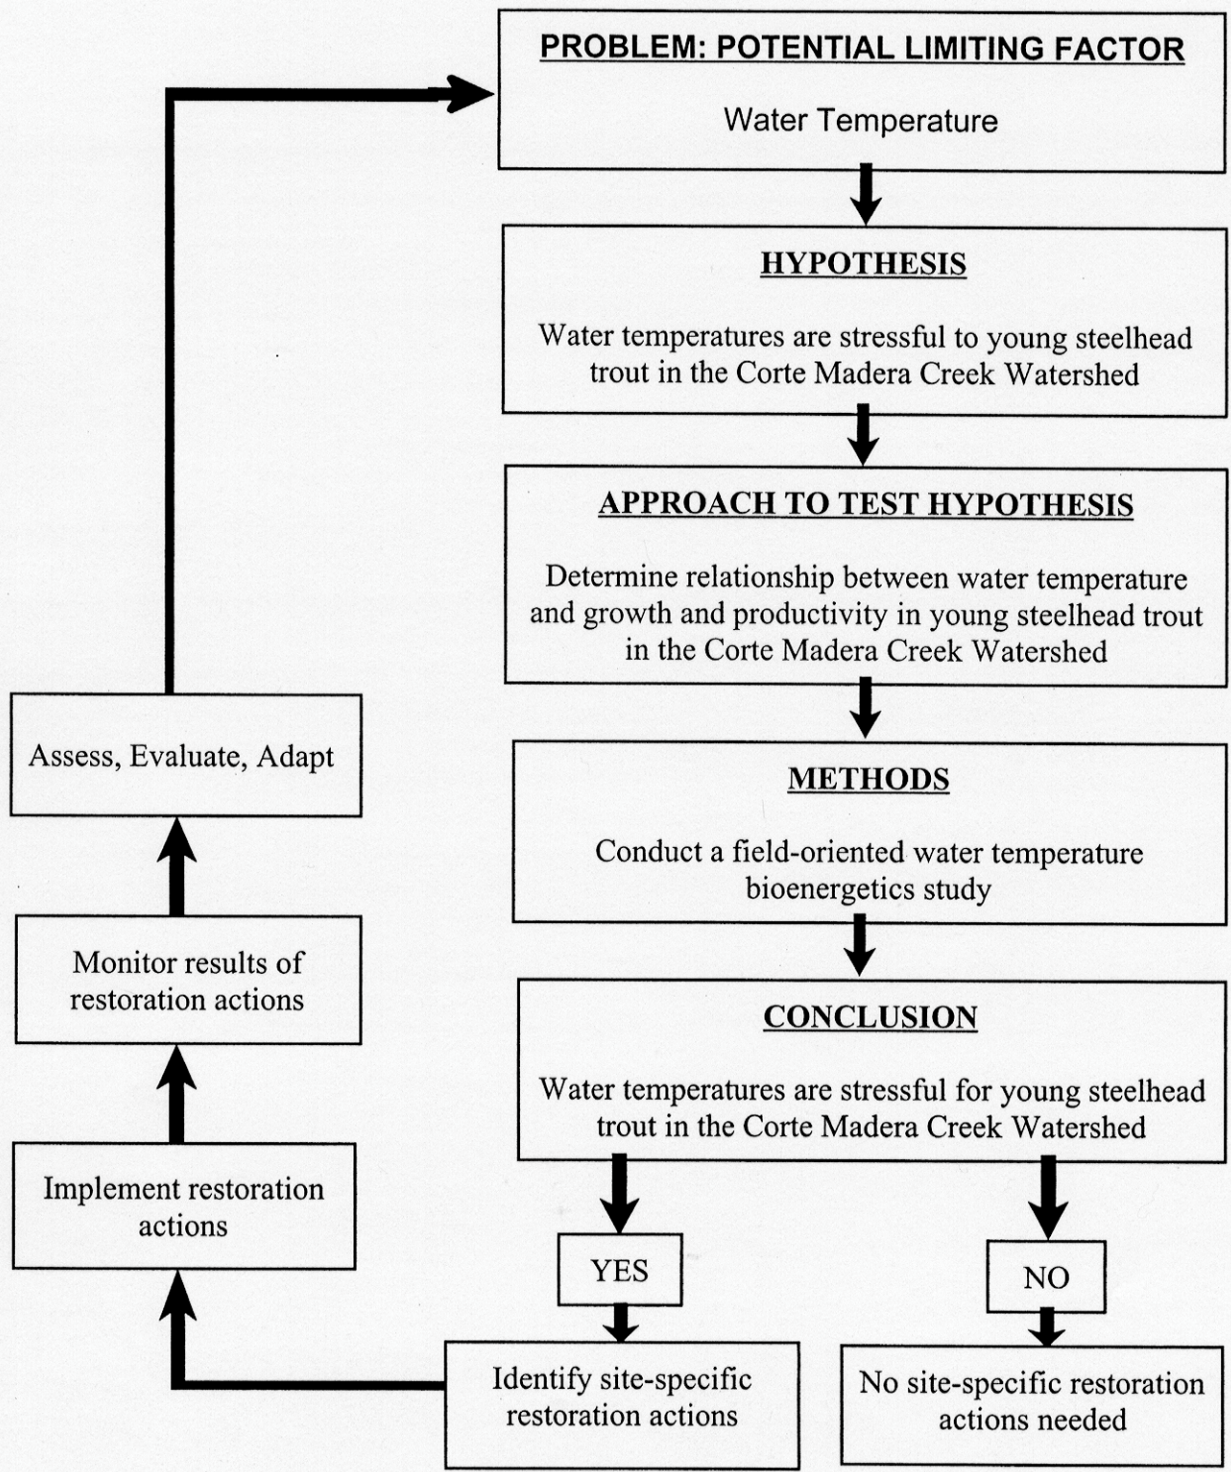 PROBLEM: POTENTIAL LIMITING FACTOR
Water Temperature
HYPOTHESIS
Water temperatures are stressful to young steelhead
trout in the Corte Madera Creek Watershed
APPROACH TO TEST HYPOTHESIS
Determine relationship between water temperature
and growth and productivity in young steelhead trout
in the Corte Madera Creek Watershed
METHODS
Conduct a field-oriented water temperature
bioenergetics study
CONCLUSION
Water temperatures are stressful for young steelhead
trout in the Corte Madera Creek Watershed
YES
NO
Identify site-specific
restoration actions
No site-specific restoration
actions needed
Implement restoration
actions
Monitor results of
restoration actions
Assess, Evaluate, Adapt